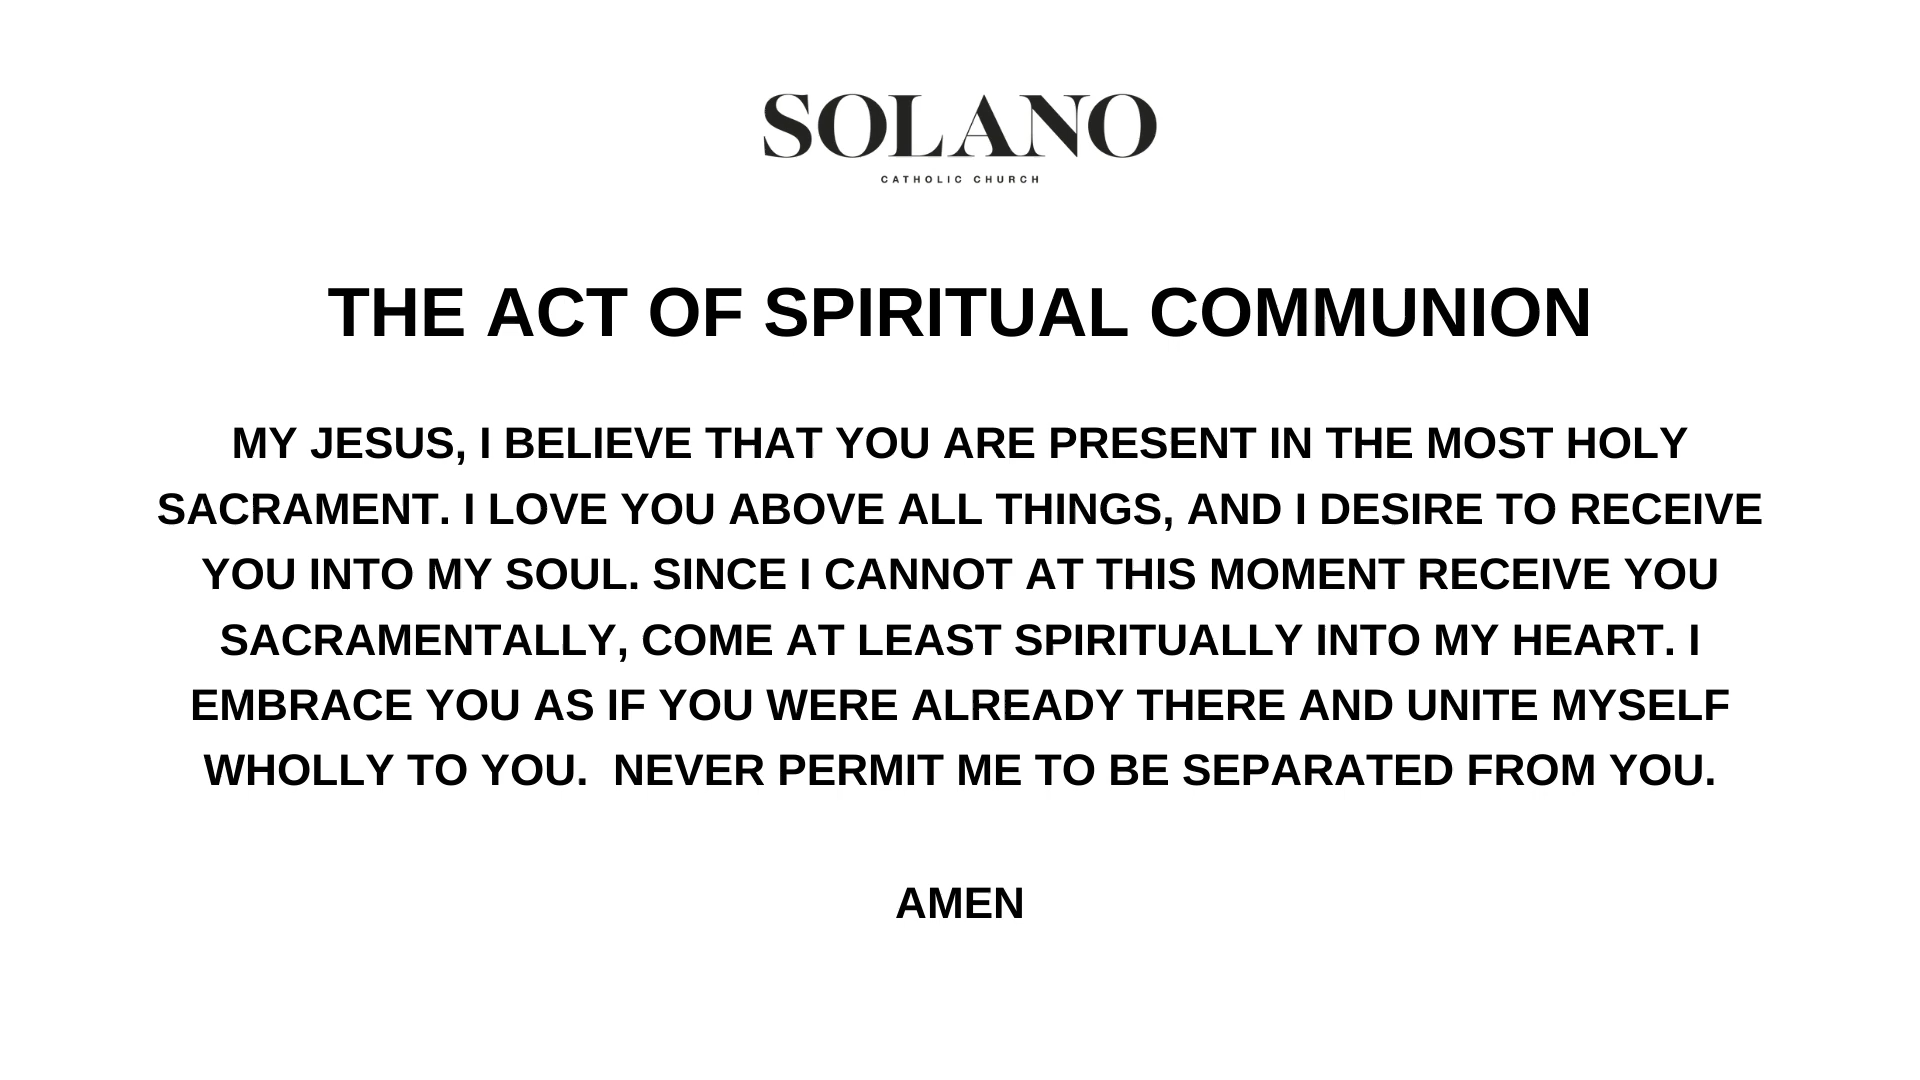 SOLANO
CATHOLIC CHURCH
THE ACT OF SPIRITUAL COMMUNION
MY JESUS, I BELIEVE THAT YOU ARE PRESENT IN THE MOST HOLY
SACRAMENT. I LOVE YOU ABOVE ALL THINGS, AND I DESIRE TO RECEIVE
YOU INTO MY SOUL. SINCE I CANNOT AT THIS MOMENT RECEIVE YOU
SACRAMENTALLY, COME AT LEAST SPIRITUALLY INTO MY HEART. I
EMBRACE YOU AS IF YOU WERE ALREADY THERE AND UNITE MYSELF
WHOLLY TO YOU.  NEVER PERMIT ME TO BE SEPARATED FROM YOU.
AMEN